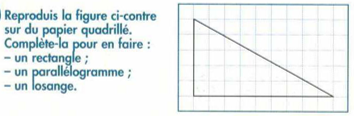 Reproduis la figure ci-contre
sur du papier quadrillé.
Complète-la pour en faire :
– un rectangle ;
– un parallélogramme ;
– un losange.